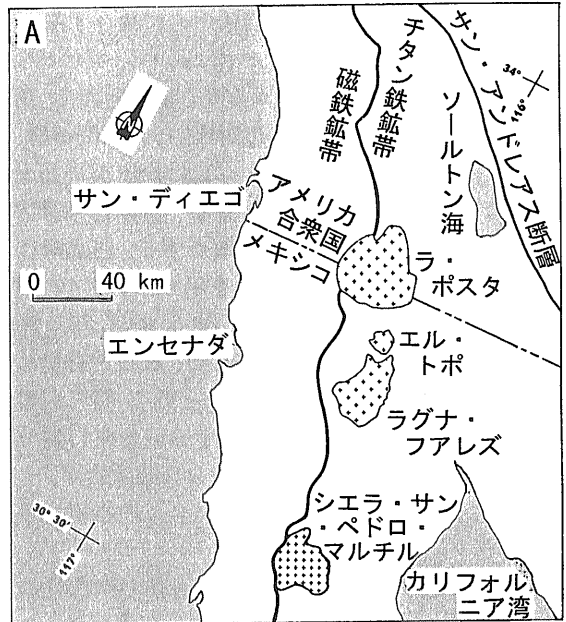 A
サン・アンドレアス断層
34°
116°
チタン鉄鉱帯
磁鉄鉱帯
ソールトン海
サン・ディエゴ
アメリカ
合衆国
メキシコ
0 40 km
ラ・
ポスタ
エンセナダ
エル・
トポ
ラグナ・
フアレズ
シエラ・サン
・ペドロ・
マルチル
30° 30′
117°
カリフォル
ニア湾